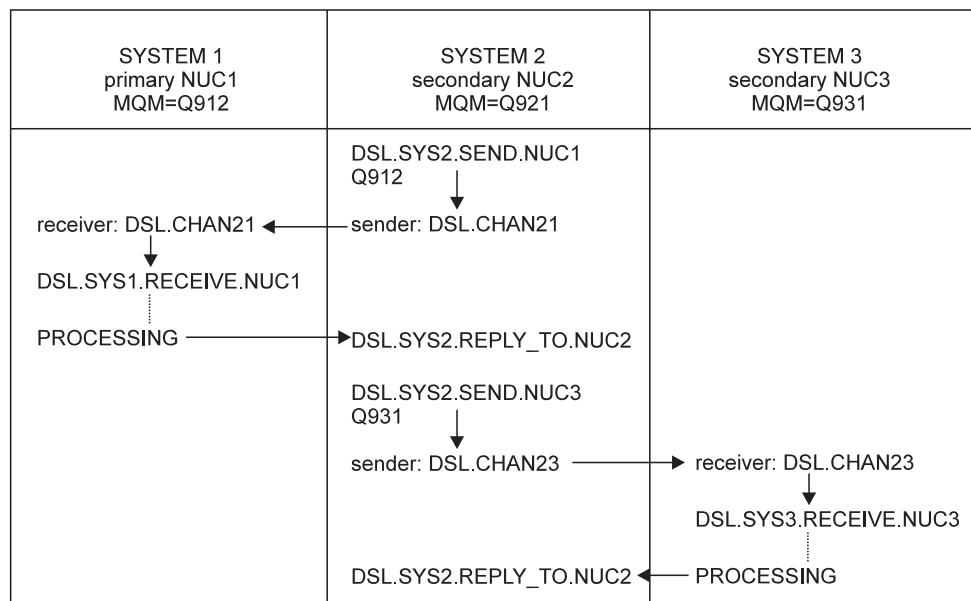 SYSTEM 1
primary NUC1
MQM=Q912
SYSTEM 2
secondary NUC2
MQM=Q921
SYSTEM 3
secondary NUC3
MQM=Q931
DSL.SYS2.SEND.NUC1
Q912
receiver: DSL.CHAN21
sender: DSL.CHAN21
DSL.SYS1.RECEIVE.NUC1
PROCESSING
DSL.SYS2.REPLY_TO.NUC2
DSL.SYS2.SEND.NUC3
Q931
sender: DSL.CHAN23
receiver: DSL.CHAN23
DSL.SYS3.RECEIVE.NUC3
DSL.SYS2.REPLY_TO.NUC2
PROCESSING